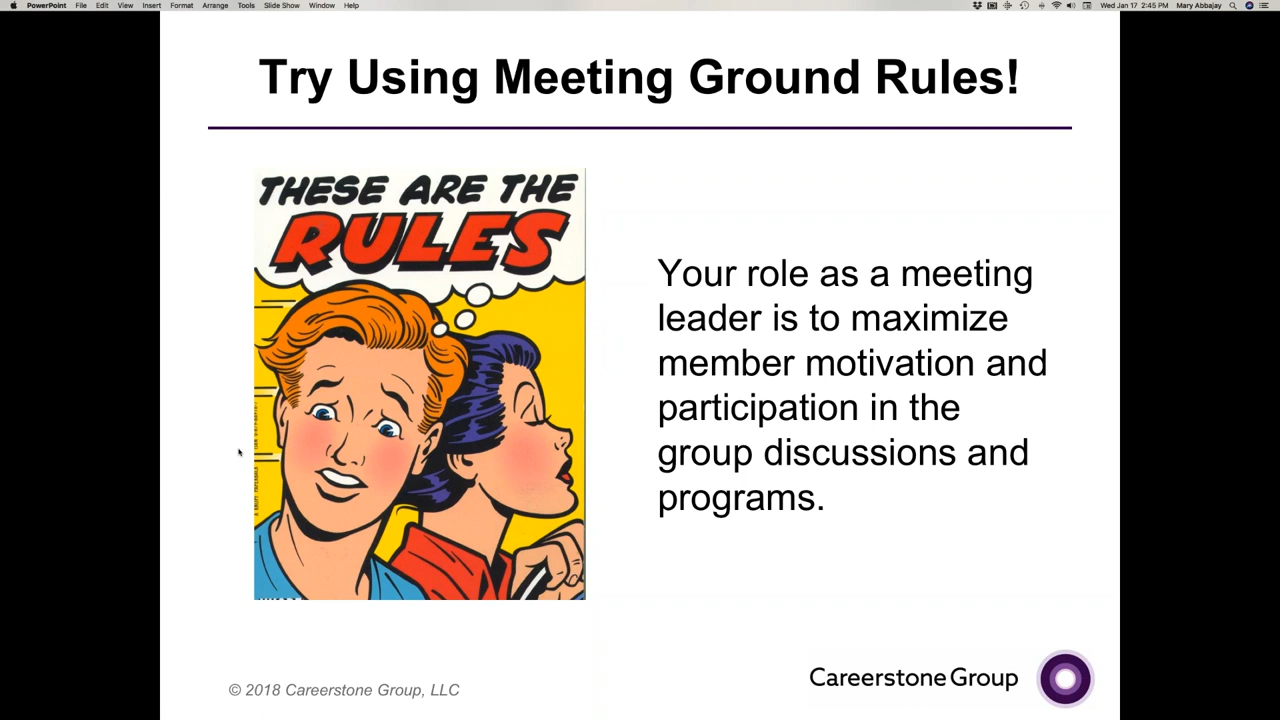 PowerPoint File Edit View Insert Format Arrange Tools Slide Show Window Help Wed Jan 17 2:45 PM Mary Abbajay
Try Using Meeting Ground Rules!
THESE ARE THE
RULES
Your role as a meeting
leader is to maximize
member motivation and
participation in the
group discussions and
programs.
© 2018 Careerstone Group, LLC
Careerstone Group